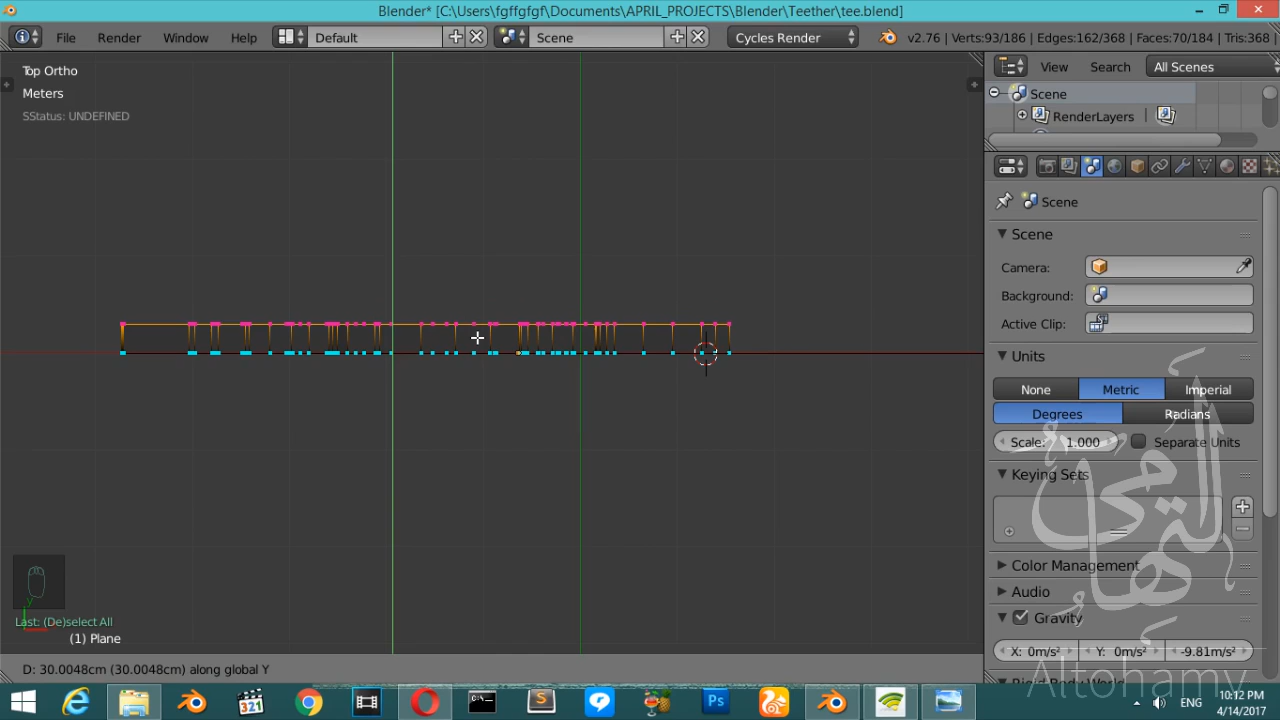 Blender* [C:\Users\fgffgfgf\Documents\APRIL_PROJECTS\Blender\Teether\tee.blend]
File Render Window Help Default Scene Cycles Render v2.76 | Verts:93/186 | Edges:162/368 | Faces:70/184 | Tris:368 |
Top Ortho
Meters
SStatus: UNDEFINED
View Search All Scenes
Scene
RenderLayers
Scene
Scene
Camera:
Background:
Active Clip:
Units
None Metric Imperial
Degrees Radians
Scale: 1.000 Separate Units
Keying Sets
Color Management
Audio
Gravity
X: 0m/s² Y: 0m/s² -9.81m/s²
Altohamy
y
Last: (De)select All
(1) Plane
D: 30.0048cm (30.0048cm) along global Y
321
Ps
ENG
10:12 PM
4/14/2017